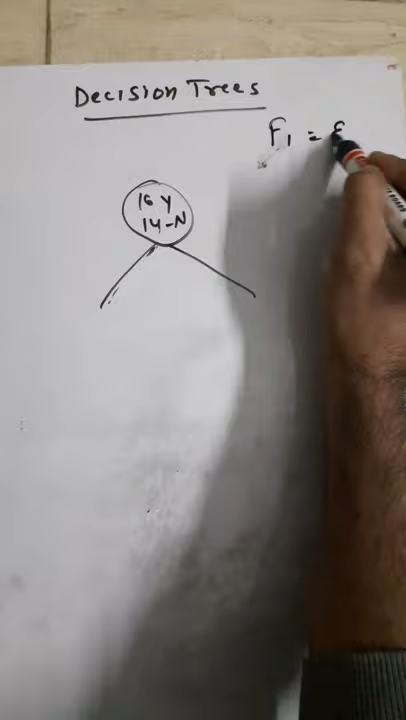 Decision Trees
F1 =
16 Y
14-N